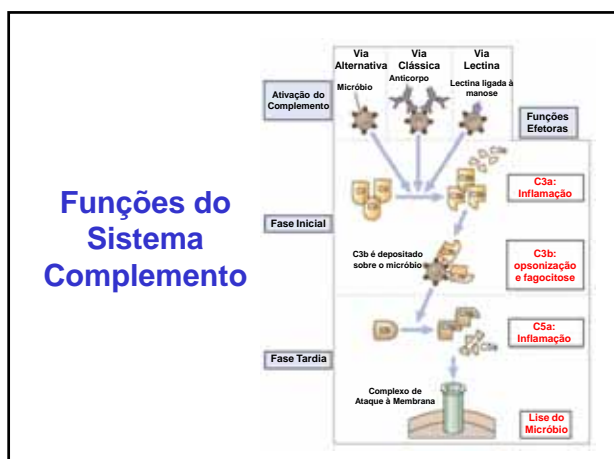 Funções do
Sistema
Complemento
Via
Alternativa
Via
Clássica
Via
Lectina
Ativação do
Complemento
Micróbio
Anticorpo
Lectina ligada à
manose
Funções
Efetoras
Fase Inicial
C3a:
Inflamação
C3b é depositado
sobre o micróbio
C3b:
opsonização
e fagocitose
Fase Tardia
C5a:
Inflamação
Complexo de
Ataque à Membrana
Lise do
Micróbio